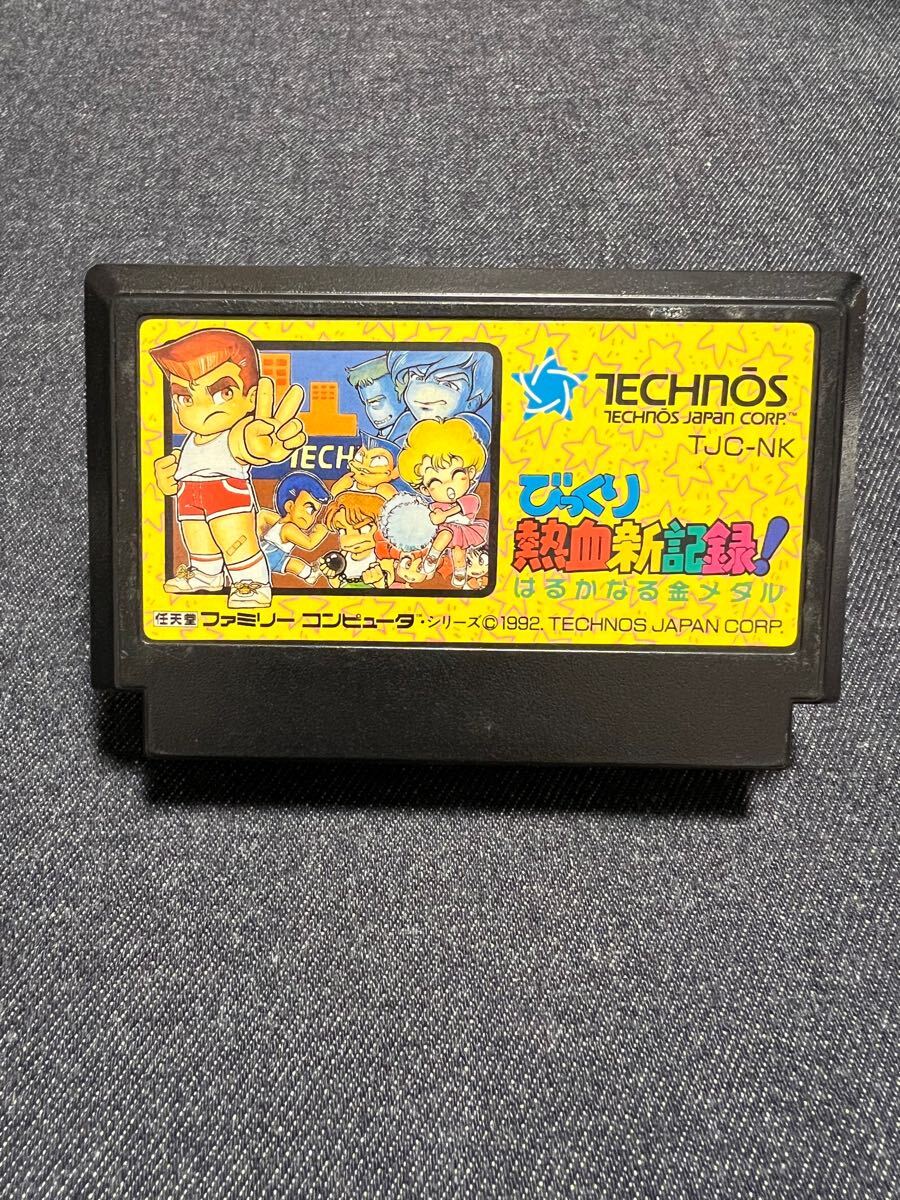 TECHNŌS
TECHNŌS JAPAN CORP.™
TJC-NK
TECH
びっくり
熱血新記録!
はるかなる金メダル
任天堂 ファミリー コンピュータ・シリーズ©1992. TECHNOS JAPAN CORP.